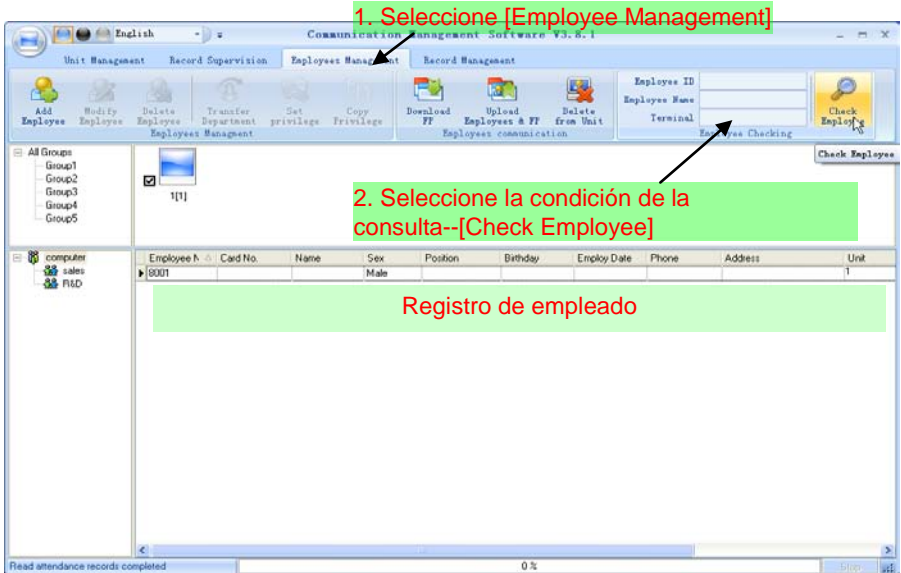 1. Seleccione [Employee Management]
English
Communication Management Software V3.8.1
Unit Management
Record Supervision
Employees Management
Record Management
Add Employee
Modify Employee
Delete Employee
Transfer Department
Set privilege
Copy Privilege
Employees Managment
Download FF
Upload Employees & FF
Delete from Unit
Employees communication
Employee ID
Employee Name
Terminal
Employee Checking
Check Employee
Check Employee
All Groups
Group1
Group2
Group3
Group4
Group5
1[1]
2. Seleccione la condición de la
consulta--[Check Employee]
computer
sales
R&D
Employee N Card No. Name Sex Position Birthday Employ Date Phone Address Unit
8001 Male 1
Registro de empleado
Read attendance records completed
0 %
Stop